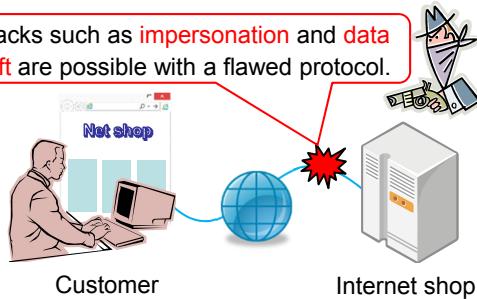 acks such as impersonation and data
ft are possible with a flawed protocol.
Net shop
Customer
Internet shop